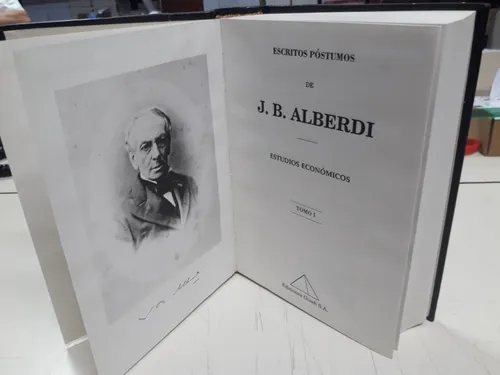 ESCRITOS PÓSTUMOS
DE
J. B. ALBERDI
ESTUDIOS ECONÓMICOS
TOMO I